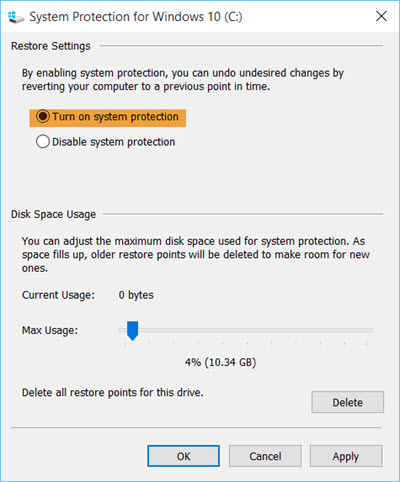 System Protection for Windows 10 (C:)
Restore Settings
By enabling system protection, you can undo undesired changes by
reverting your computer to a previous point in time.
Turn on system protection
Disable system protection
Disk Space Usage
You can adjust the maximum disk space used for system protection. As
space fills up, older restore points will be deleted to make room for new
ones.
Current Usage: 0 bytes
Max Usage:
4% (10.34 GB)
Delete all restore points for this drive.
Delete
OK Cancel Apply